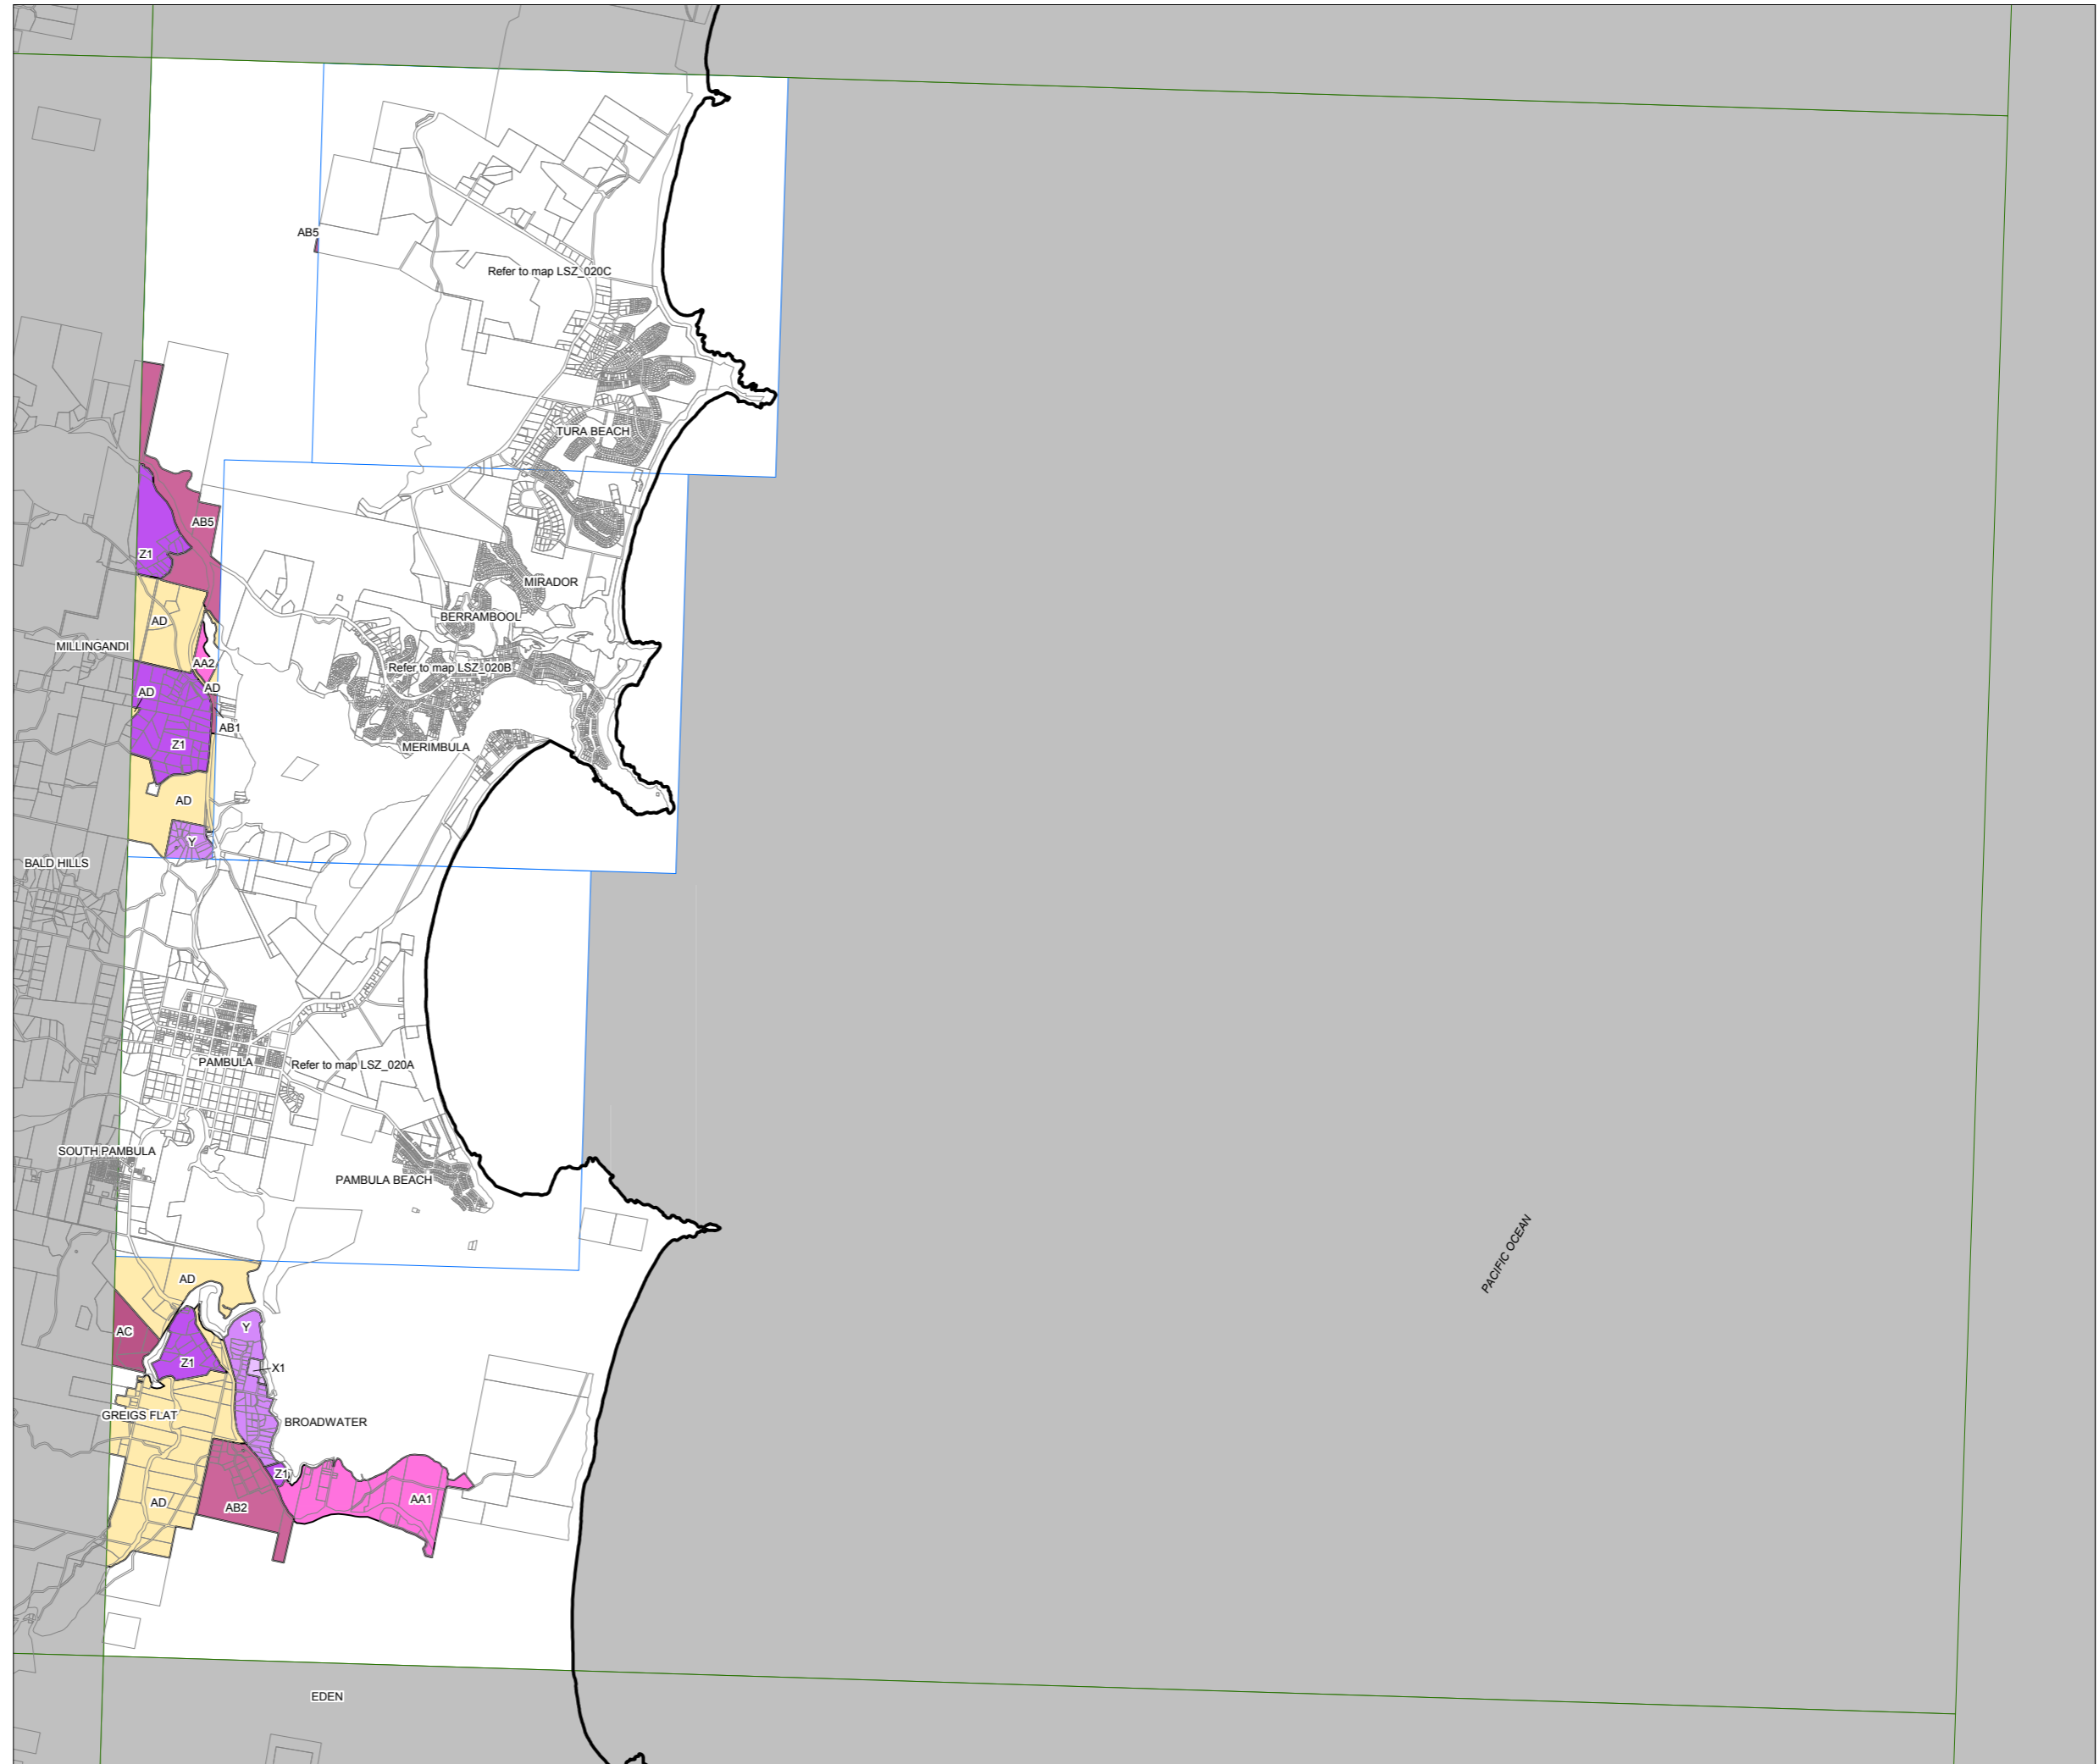 AB5
Refer to map LSZ_020C
TURA BEACH
AB5
Z1
MIRADOR
BERRAMBOOL
AD
MILLINGANDI
AA2
Refer to map LSZ_020B
AD
AD
AB1
Z1
MERIMBULA
AD
Y
BALD HILLS
PAMBULA
Refer to map LSZ_020A
SOUTH PAMBULA
PAMBULA BEACH
PACIFIC OCEAN
AD
Y
AC
Z1
X1
GREIGS FLAT
BROADWATER
Z1
AA1
AD
AB2
EDEN